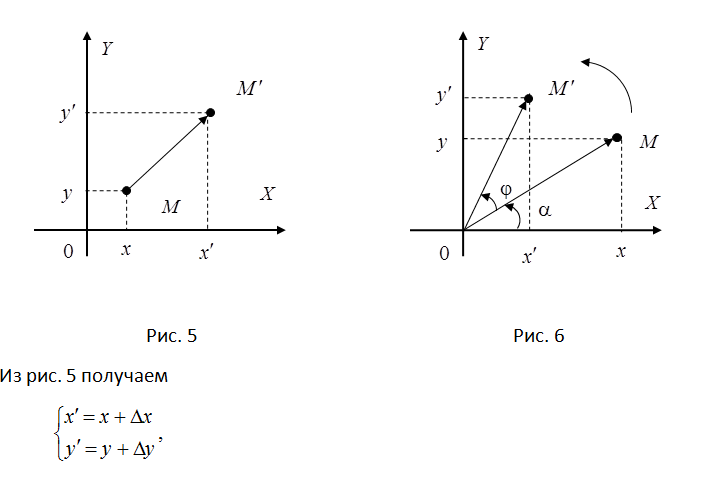 Y
M′
y′
y
M
X
0
x
x′
Y
y′
M′
y
M
φ
α
X
0
x′
x
Рис. 5
Рис. 6
Из рис. 5 получаем
x′ = x + Δx
y′ = y + Δy ,